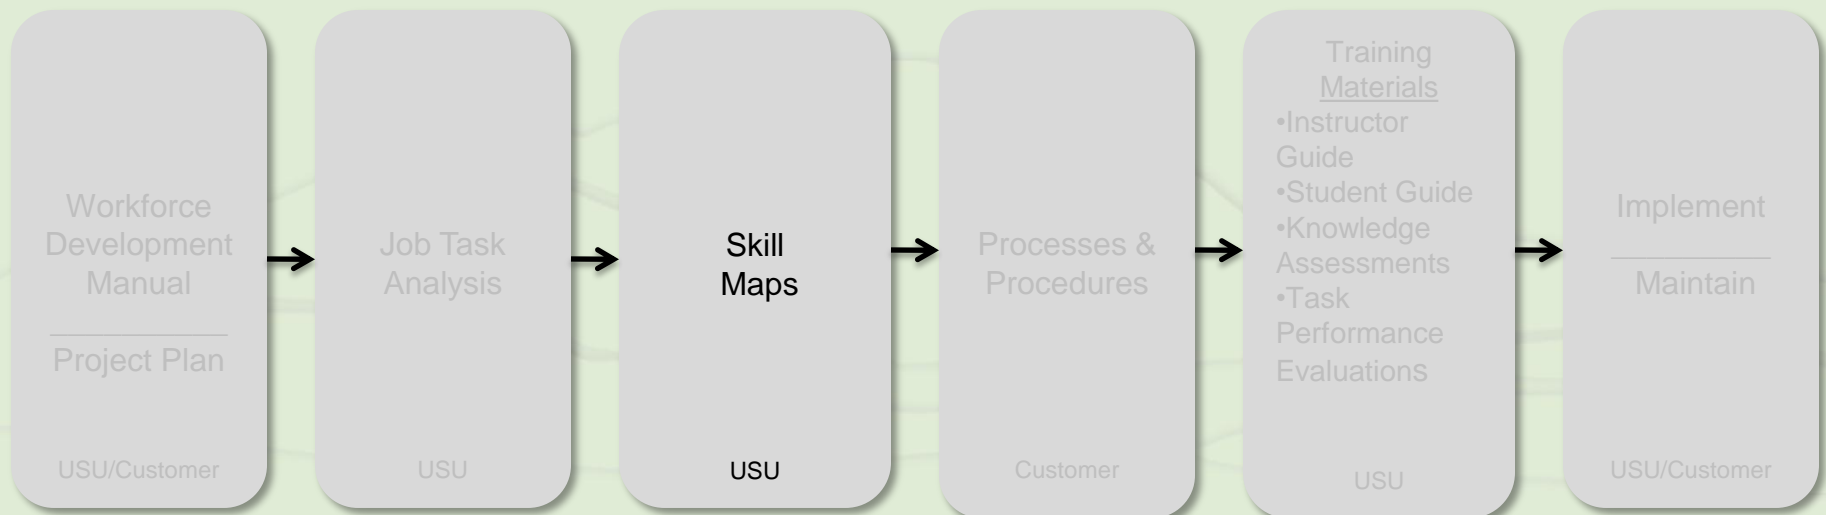 Workforce
Development
Manual
Project Plan
USU/Customer
Job Task
Analysis
USU
Skill
Maps
USU
Processes &
Procedures
Customer
Training
Materials
•Instructor
Guide
•Student Guide
•Knowledge
Assessments
•Task
Performance
Evaluations
USU
Implement
Maintain
USU/Customer